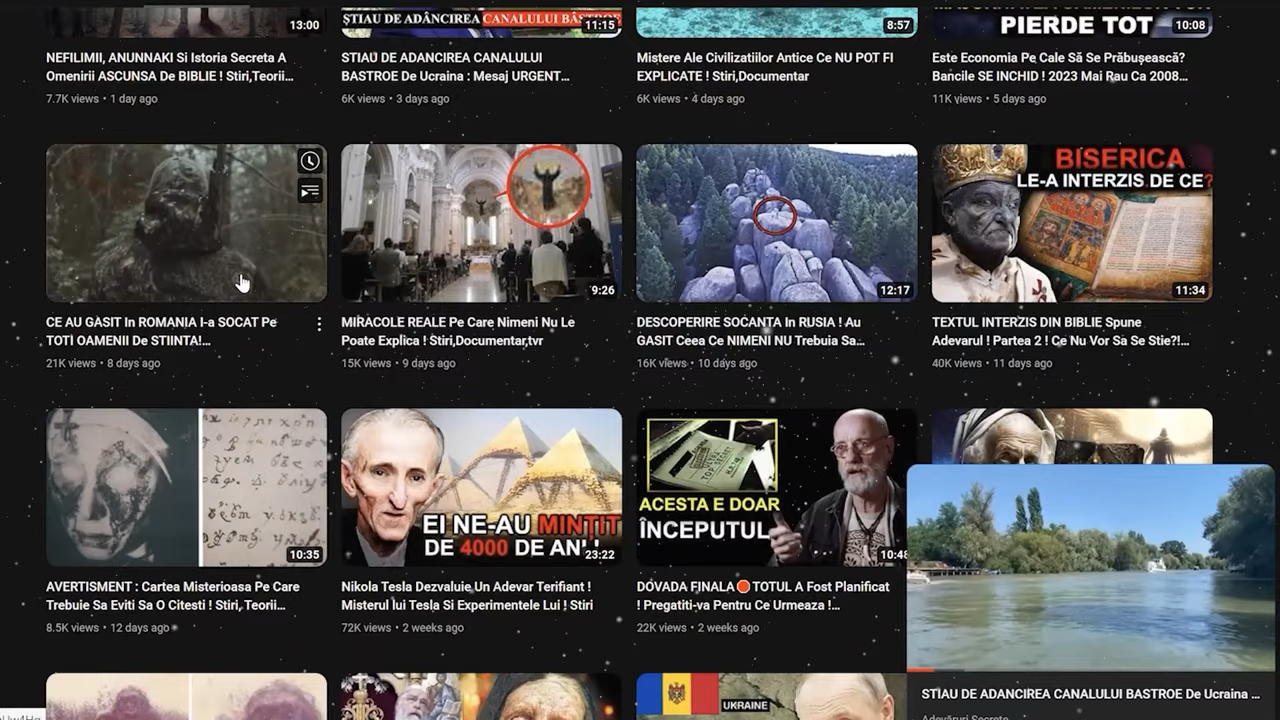 13:00
ȘTIAU DE ADÂNCIREA CANALULUI BÂSTROE
11:15
8:57
PIERDE TOT
10:08
NEFILIMII, ANUNNAKI Si Istoria Secreta A
Omenirii ASCUNSA De BIBLIE ! Stiri,Teorii...
7.7K views • 1 day ago
STIAU DE ADANCIREA CANALULUI
BASTROE De Ucraina : Mesaj URGENT...
6K views • 3 days ago
Mistere Ale Civilizatiilor Antice Ce NU POT FI
EXPLICATE ! Stiri,Documentar
6K views • 4 days ago
Este Economia Pe Cale Să Se Prăbușească?
Bancile SE INCHID ! 2023 Mai Rau Ca 2008...
11K views • 5 days ago
9:26
12:17
BISERICA
LE-A INTERZIS DE CE?
11:34
CE AU GASIT In ROMANIA I-a SOCAT Pe
TOTI OAMENII De STIINTA!...
21K views • 8 days ago
MIRACOLE REALE Pe Care Nimeni Nu Le
Poate Explica ! Stiri,Documentar,tvr
15K views • 9 days ago
DESCOPERIRE SOCANTA In RUSIA ! Au
GASIT Ceea Ce NIMENI NU Trebuia Sa...
16K views • 10 days ago
TEXTUL INTERZIS DIN BIBLIE Spune
Adevarul ! Partea 2 ! Ce Nu Vor Sa Se Stie?!...
40K views • 11 days ago
10:35
EI NE-AU MINȚIT
DE 4000 DE ANI
23:22
ACESTA E DOAR
ÎNCEPUTUL
10:48
AVERTISMENT : Cartea Misterioasa Pe Care
Trebuie Sa Eviti Sa O Citesti ! Stiri, Teorii...
8.5K views • 12 days ago
Nikola Tesla Dezvaluie Un Adevar Terifiant !
Misterul lui Tesla Si Experimentele Lui ! Stiri
72K views • 2 weeks ago
DOVADA FINALA🛑TOTUL A Fost Planificat
! Pregatiti-va Pentru Ce Urmeaza !...
22K views • 2 weeks ago
UKRAINE
STIAU DE ADANCIREA CANALULUI BASTROE De Ucraina ...
Adevăruri Secrete